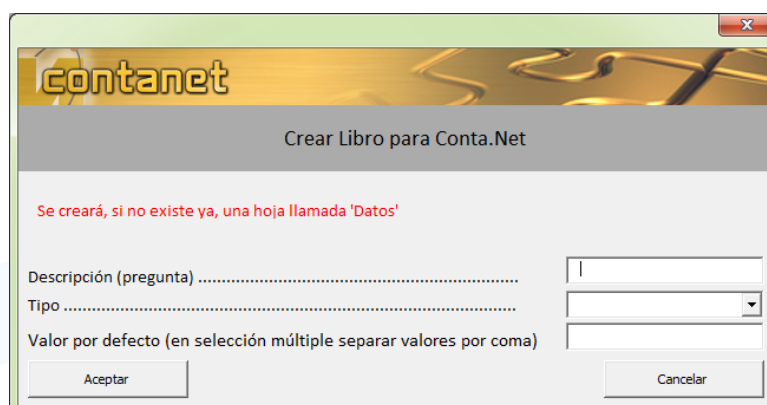 contanet
Crear Libro para Conta.Net
Se creará, si no existe ya, una hoja llamada 'Datos'
Descripción (pregunta) ....................................................................
Tipo ................................................................................................
Valor por defecto (en selección múltiple separar valores por coma)
Aceptar
Cancelar